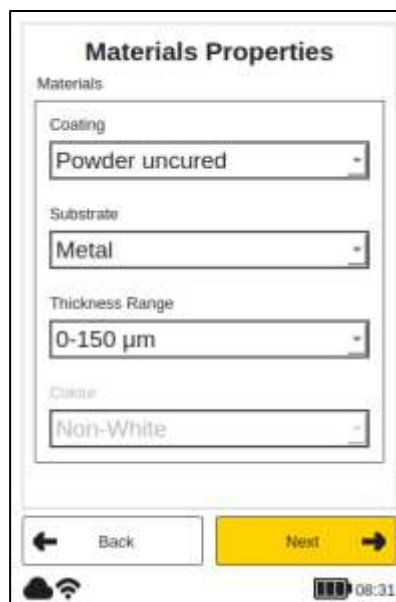 Materials Properties
Materials
Coating
Powder uncured
Substrate
Metal
Thickness Range
0-150 µm
Colour
Non-White
Back
Next
08:31